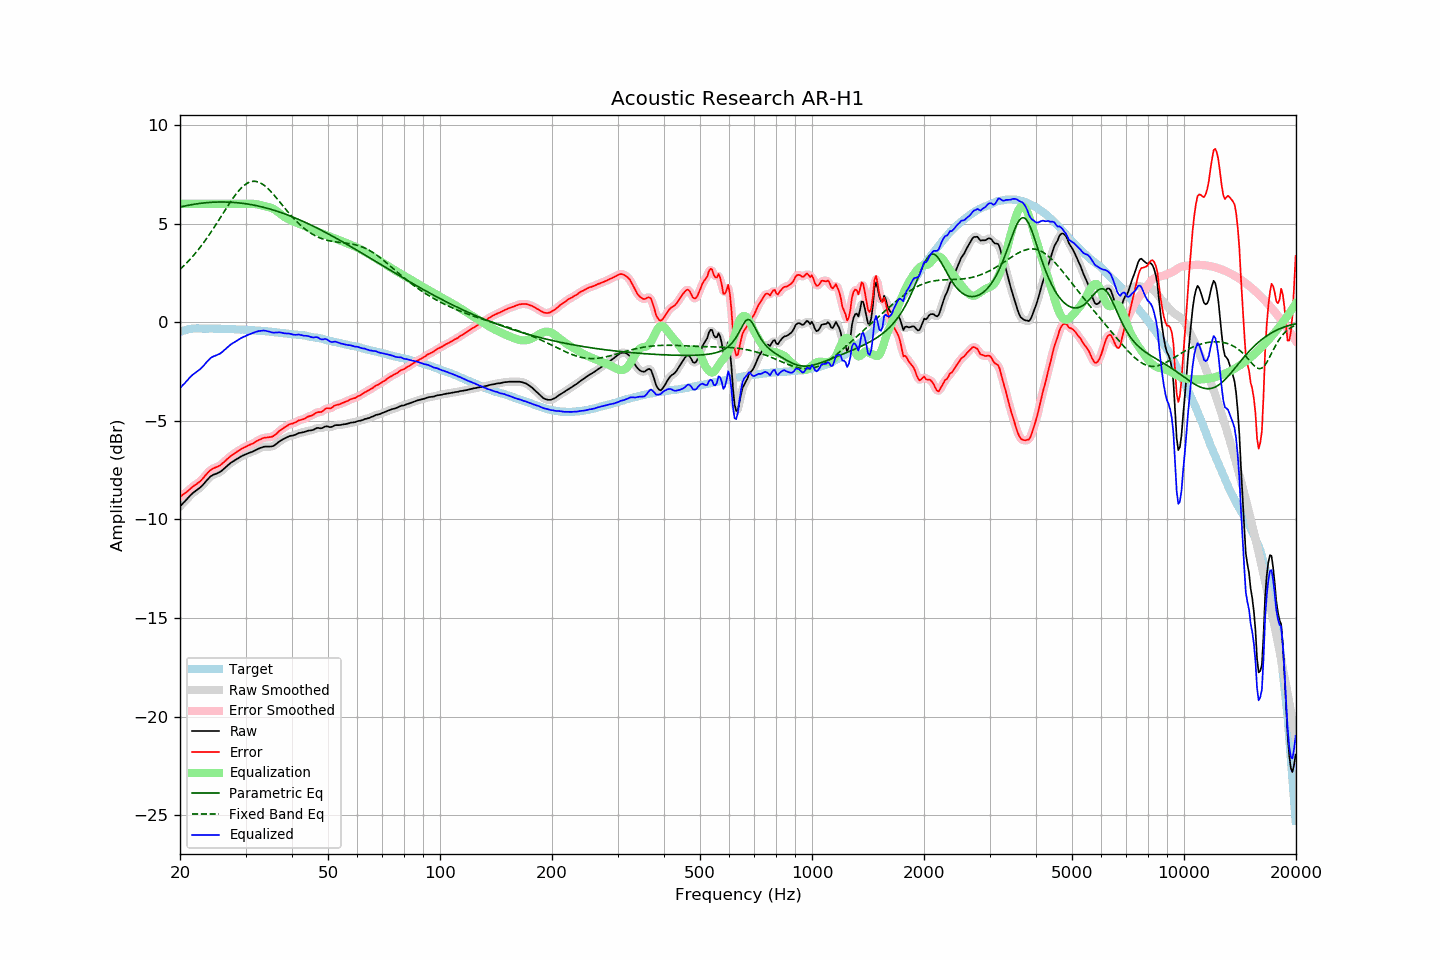 Acoustic Research AR-H1
Amplitude (dBr)
10
5
0
−5
−10
−15
−20
−25
Target
Raw Smoothed
Error Smoothed
Raw
Error
Equalization
Parametric Eq
Fixed Band Eq
Equalized
20 50 100 200 500 1000 2000 5000 10000 20000
Frequency (Hz)